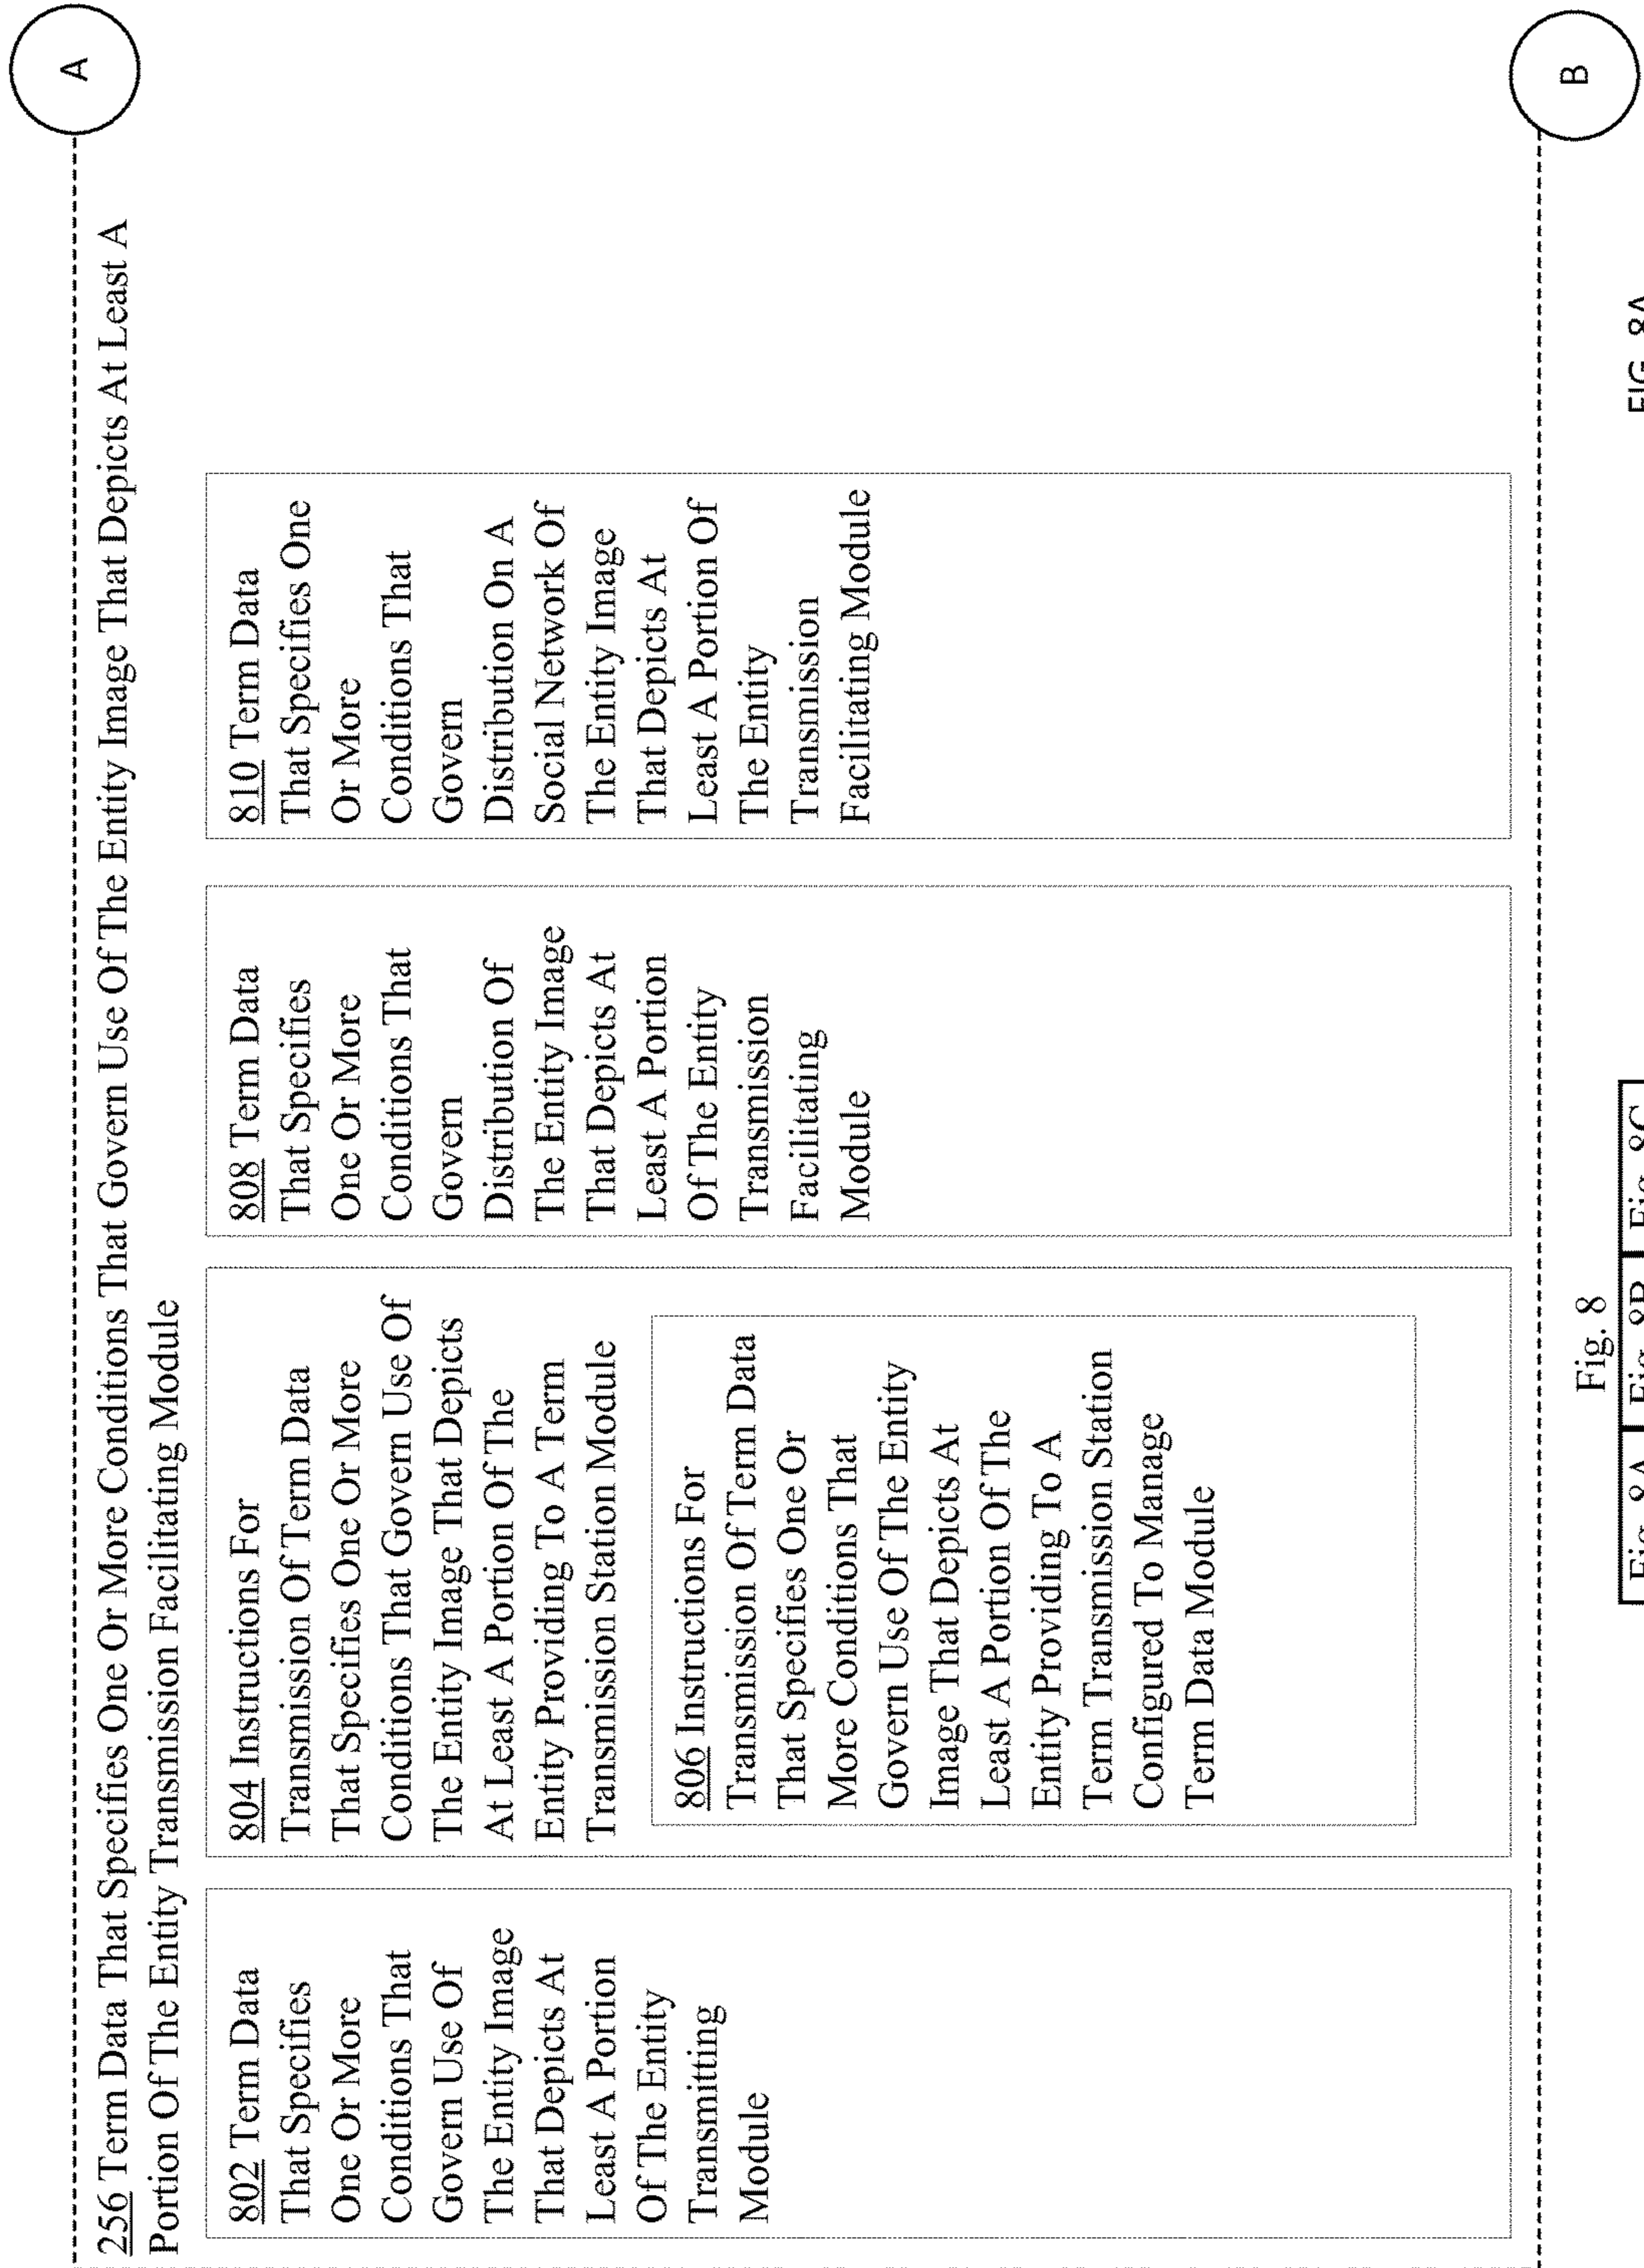 A
256 Term Data That Specifies One Or More Conditions That Govern Use Of The Entity Image That Depicts At Least A
Portion Of The Entity Transmission Facilitating Module
802 Term Data
That Specifies
One Or More
Conditions That
Govern Use Of
The Entity Image
That Depicts At
Least A Portion
Of The Entity
Transmitting
Module
804 Instructions For
Transmission Of Term Data
That Specifies One Or More
Conditions That Govern Use Of
The Entity Image That Depicts
At Least A Portion Of The
Entity Providing To A Term
Transmission Station Module
806 Instructions For
Transmission Of Term Data
That Specifies One Or
More Conditions That
Govern Use Of The Entity
Image That Depicts At
Least A Portion Of The
Entity Providing To A
Term Transmission Station
Configured To Manage
Term Data Module
808 Term Data
That Specifies
One Or More
Conditions That
Govern
Distribution Of
The Entity Image
That Depicts At
Least A Portion
Of The Entity
Transmission
Facilitating
Module
810 Term Data
That Specifies One
Or More
Conditions That
Govern
Distribution On A
Social Network Of
The Entity Image
That Depicts At
Least A Portion Of
The Entity
Transmission
Facilitating Module
B
Fig. 8
Fig. 8A Fig. 8B Fig. 8C
FIG. 8A